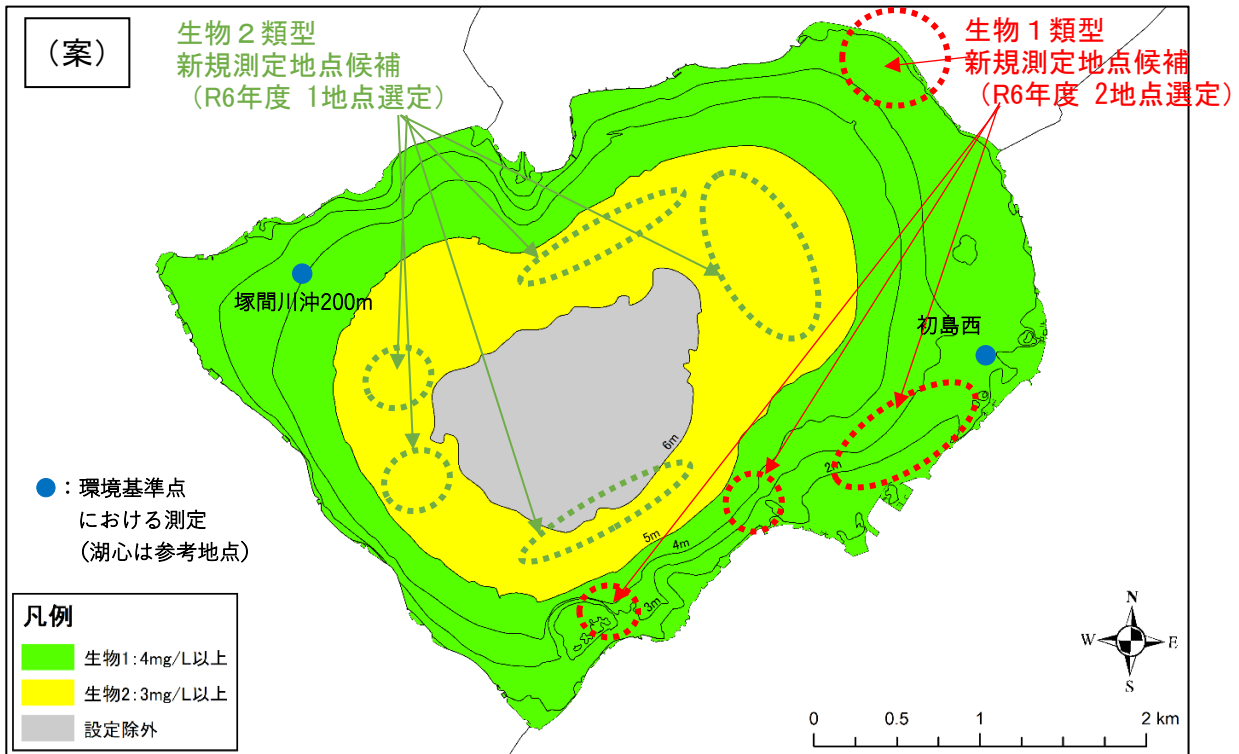 （案）
生物２類型
新規測定地点候補
（R6年度 1地点選定）
生物１類型
新規測定地点候補
（R6年度 2地点選定）
塚間川沖200m
初島西
6m
2m
5m
4m
3m
：環境基準点
における測定
(湖心は参考地点)
凡例
生物1:4mg/L以上
生物2:3mg/L以上
設定除外
N
W
E
S
0 0.5 1 2 km